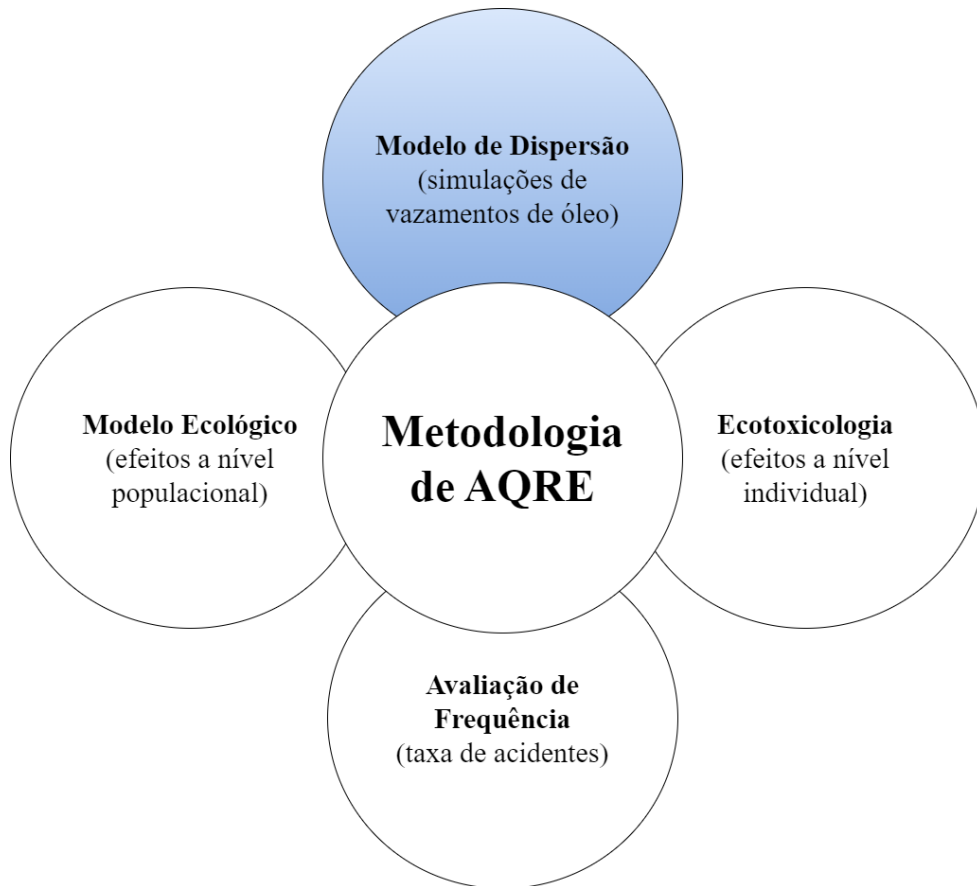 Modelo de Dispersão
(simulações de
vazamentos de óleo)
Modelo Ecológico
(efeitos a nível
populacional)
Metodologia
de AQRE
Ecotoxicologia
(efeitos a nível
individual)
Avaliação de
Frequência
(taxa de acidentes)